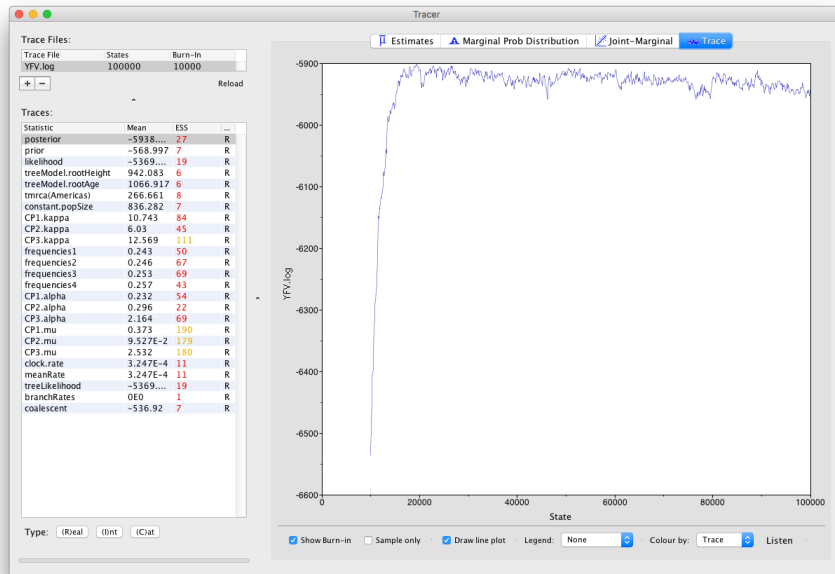 Tracer
Trace Files:
Trace File States Burn-In
YFV.log 100000 10000
+ − Reload
Traces:
Statistic Mean ESS ...
posterior -5938.... 27 R
prior -568.997 7 R
likelihood -5369.... 19 R
treeModel.rootHeight 942.083 6 R
treeModel.rootAge 1066.917 6 R
tmrca(Americas) 266.661 8 R
constant.popSize 836.282 7 R
CP1.kappa 10.743 84 R
CP2.kappa 6.03 45 R
CP3.kappa 12.569 111 R
frequencies1 0.243 50 R
frequencies2 0.246 67 R
frequencies3 0.253 69 R
frequencies4 0.257 43 R
CP1.alpha 0.232 54 R
CP2.alpha 0.296 22 R
CP3.alpha 2.164 69 R
CP1.mu 0.373 190 R
CP2.mu 9.527E-2 179 R
CP3.mu 2.532 180 R
clock.rate 3.247E-4 11 R
meanRate 3.247E-4 11 R
treeLikelihood -5369.... 19 R
branchRates 0E0 1 R
coalescent -536.92 7 R
Type: (R)eal (I)nt (C)at
Estimates Marginal Prob Distribution Joint-Marginal Trace
-5900
-6000
-6100
-6200
-6300
-6400
-6500
-6600
YFV.log
0 20000 40000 60000 80000 100000
State
Show Burn-in Sample only Draw line plot Legend: None Colour by: Trace Listen